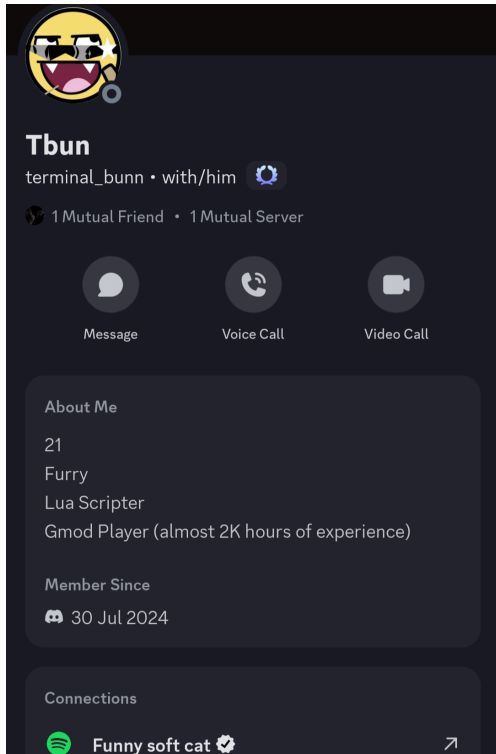 Tbun
terminal_bunn • with/him
1 Mutual Friend • 1 Mutual Server
Message
Voice Call
Video Call
About Me
21
Furry
Lua Scripter
Gmod Player (almost 2K hours of experience)
Member Since
30 Jul 2024
Connections
Funny soft cat